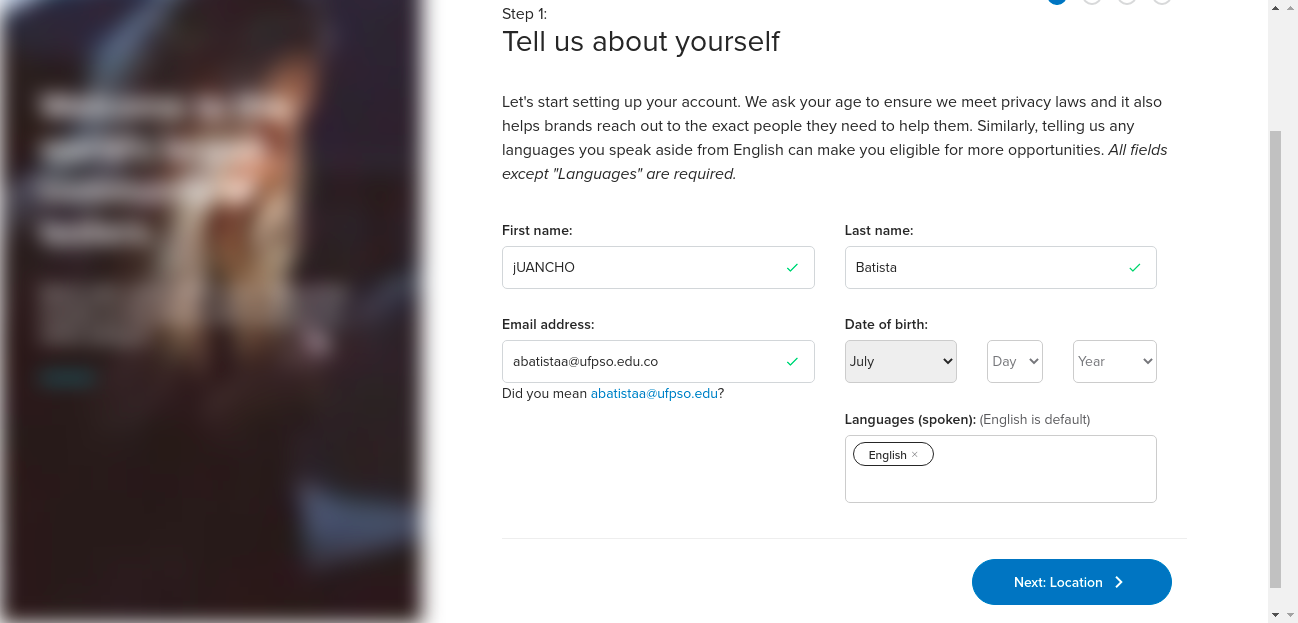 Step 1:
Tell us about yourself
Let's start setting up your account. We ask your age to ensure we meet privacy laws and it also
helps brands reach out to the exact people they need to help them. Similarly, telling us any
languages you speak aside from English can make you eligible for more opportunities. All fields
except "Languages" are required.
First name:
Last name:
jUANCHO
Batista
Email address:
Date of birth:
abatistaa@ufpso.edu.co
July
Day
Year
Did you mean abatistaa@ufpso.edu?
Languages (spoken): (English is default)
English ×
Next: Location